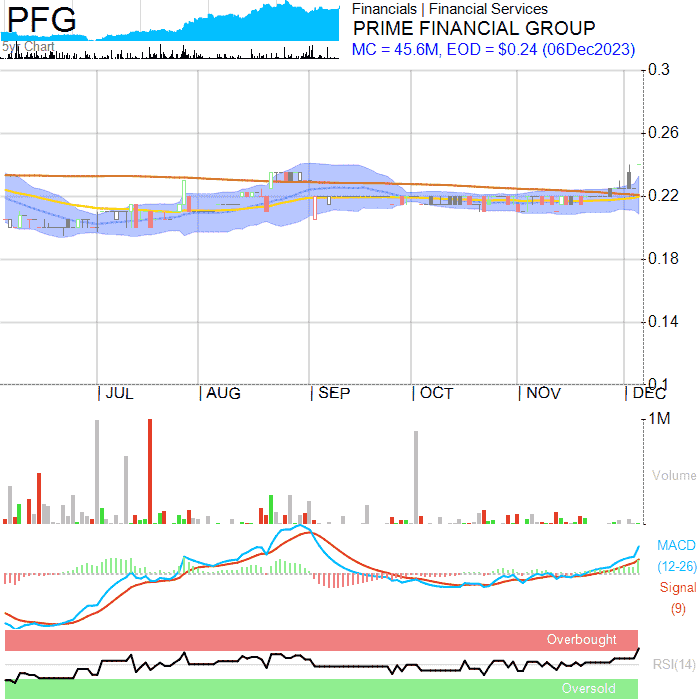 PFG
5yr Chart
Financials | Financial Services
PRIME FINANCIAL GROUP
MC = 45.6M, EOD = $0.24 (06Dec2023)
0.3
0.26
0.22
0.18
0.14
0.1
JUL AUG SEP OCT NOV DEC
1M
Volume
MACD
(12-26)
Signal
(9)
Overbought
RSI(14)
Oversold